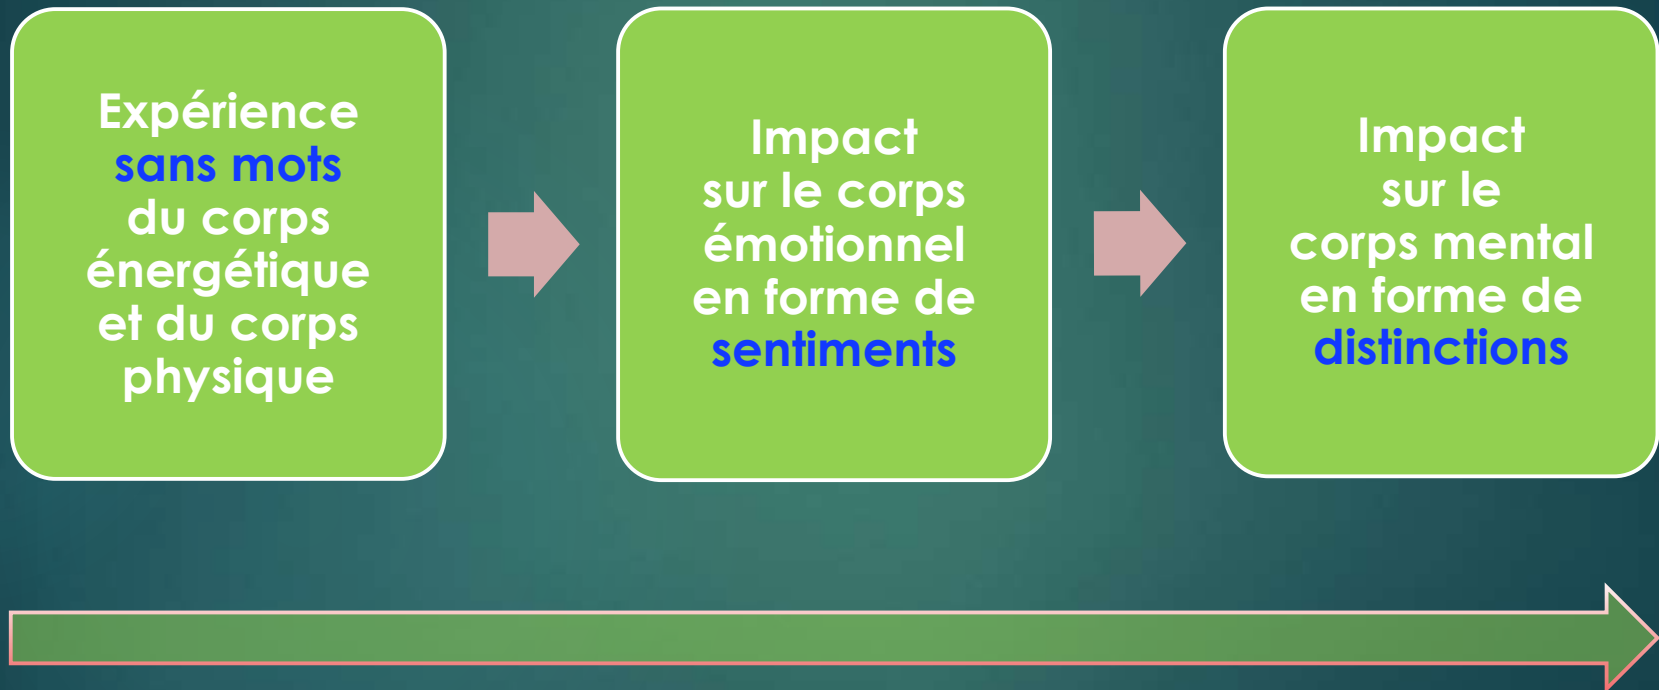 Expérience
sans mots
du corps
énergétique
et du corps
physique
Impact
sur le corps
émotionnel
en forme de
sentiments
Impact
sur le
corps mental
en forme de
distinctions